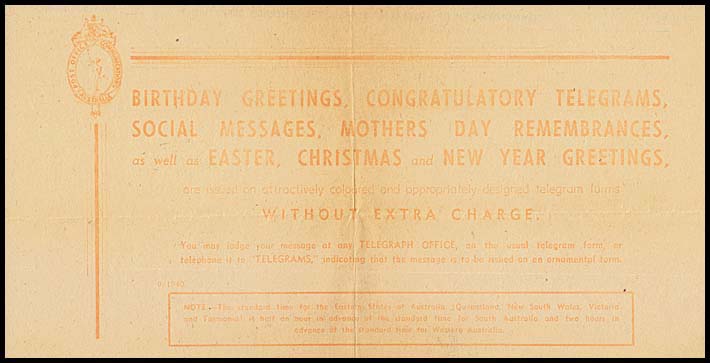 POST OFFICE
BIRTHDAY GREETINGS, CONGRATULATORY TELEGRAMS,
SOCIAL MESSAGES, MOTHERS' DAY REMEMBRANCES,
as well as EASTER, CHRISTMAS and NEW YEAR GREETINGS,
are issued on attractively coloured and appropriately designed telegram forms
WITHOUT EXTRA CHARGE.
You may lodge your message at any TELEGRAPH OFFICE, on the usual telegram form, or
telephone it to "TELEGRAMS," indicating that the message is to be issued on an ornamental form.
NOTE.—The standard time for the Eastern States of Australia (Queensland, New South Wales, Victoria
and Tasmania) is half an hour in advance of the standard time for South Australia and two hours in
advance of the standard time for Western Australia.